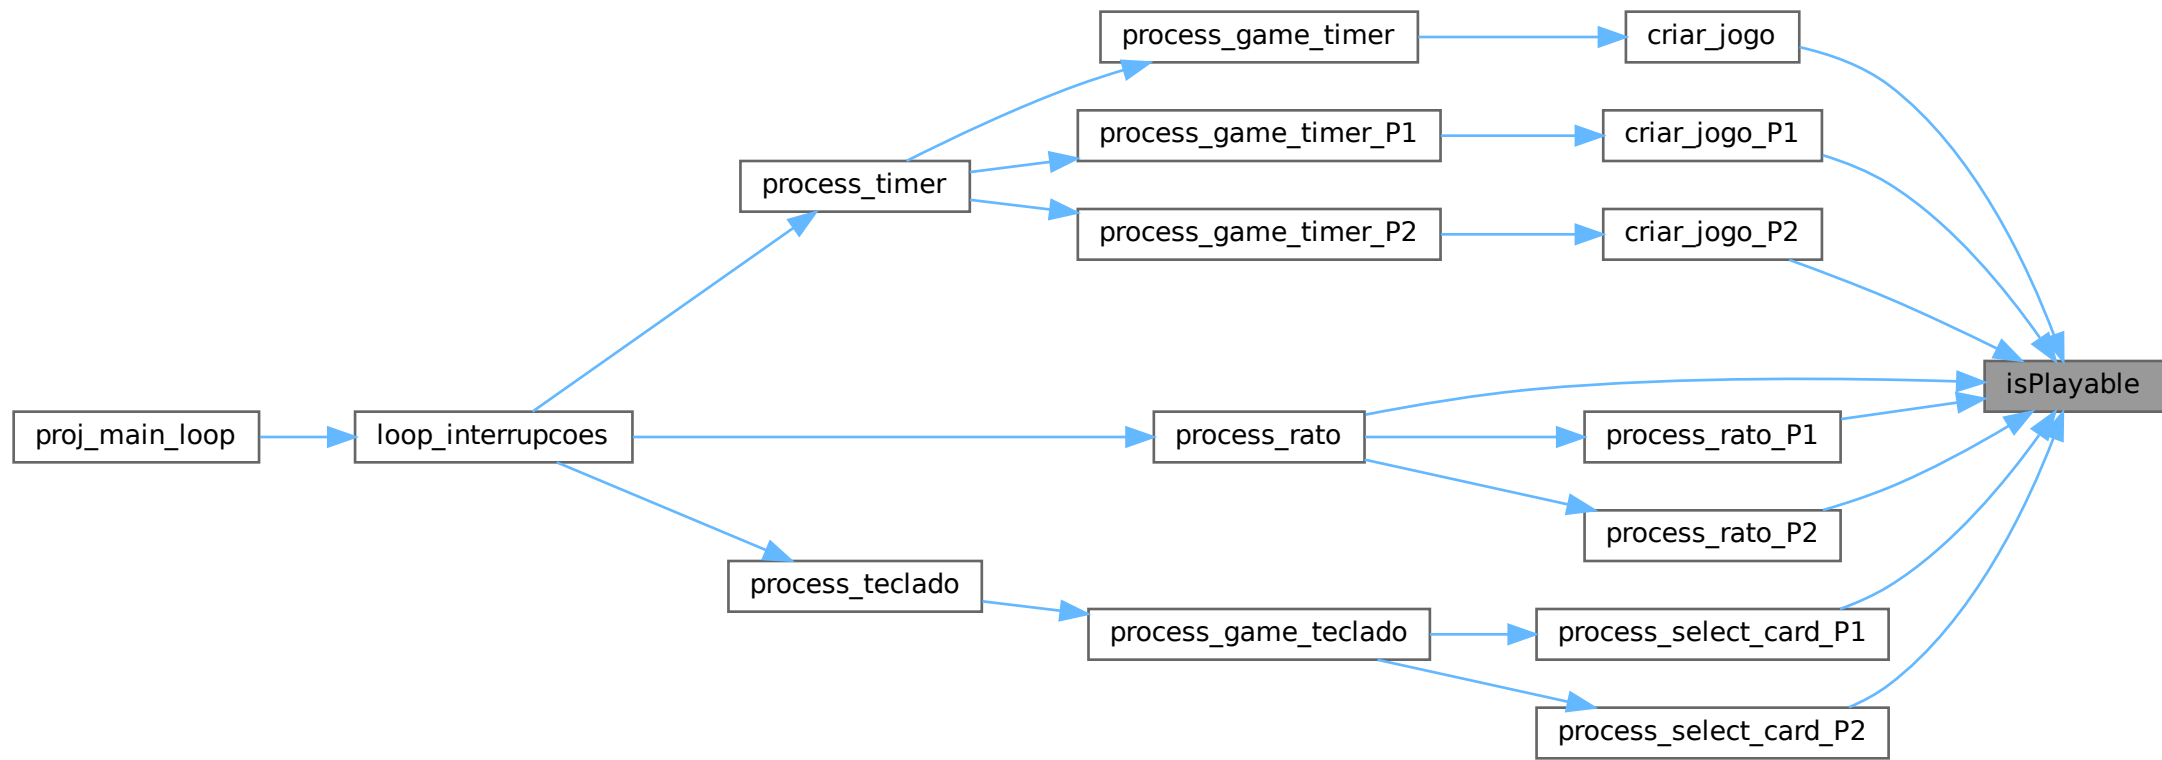 process_game_timer
criar_jogo
process_game_timer_P1
criar_jogo_P1
process_timer
process_game_timer_P2
criar_jogo_P2
isPlayable
proj_main_loop
loop_interrupcoes
process_rato
process_rato_P1
process_rato_P2
process_teclado
process_game_teclado
process_select_card_P1
process_select_card_P2